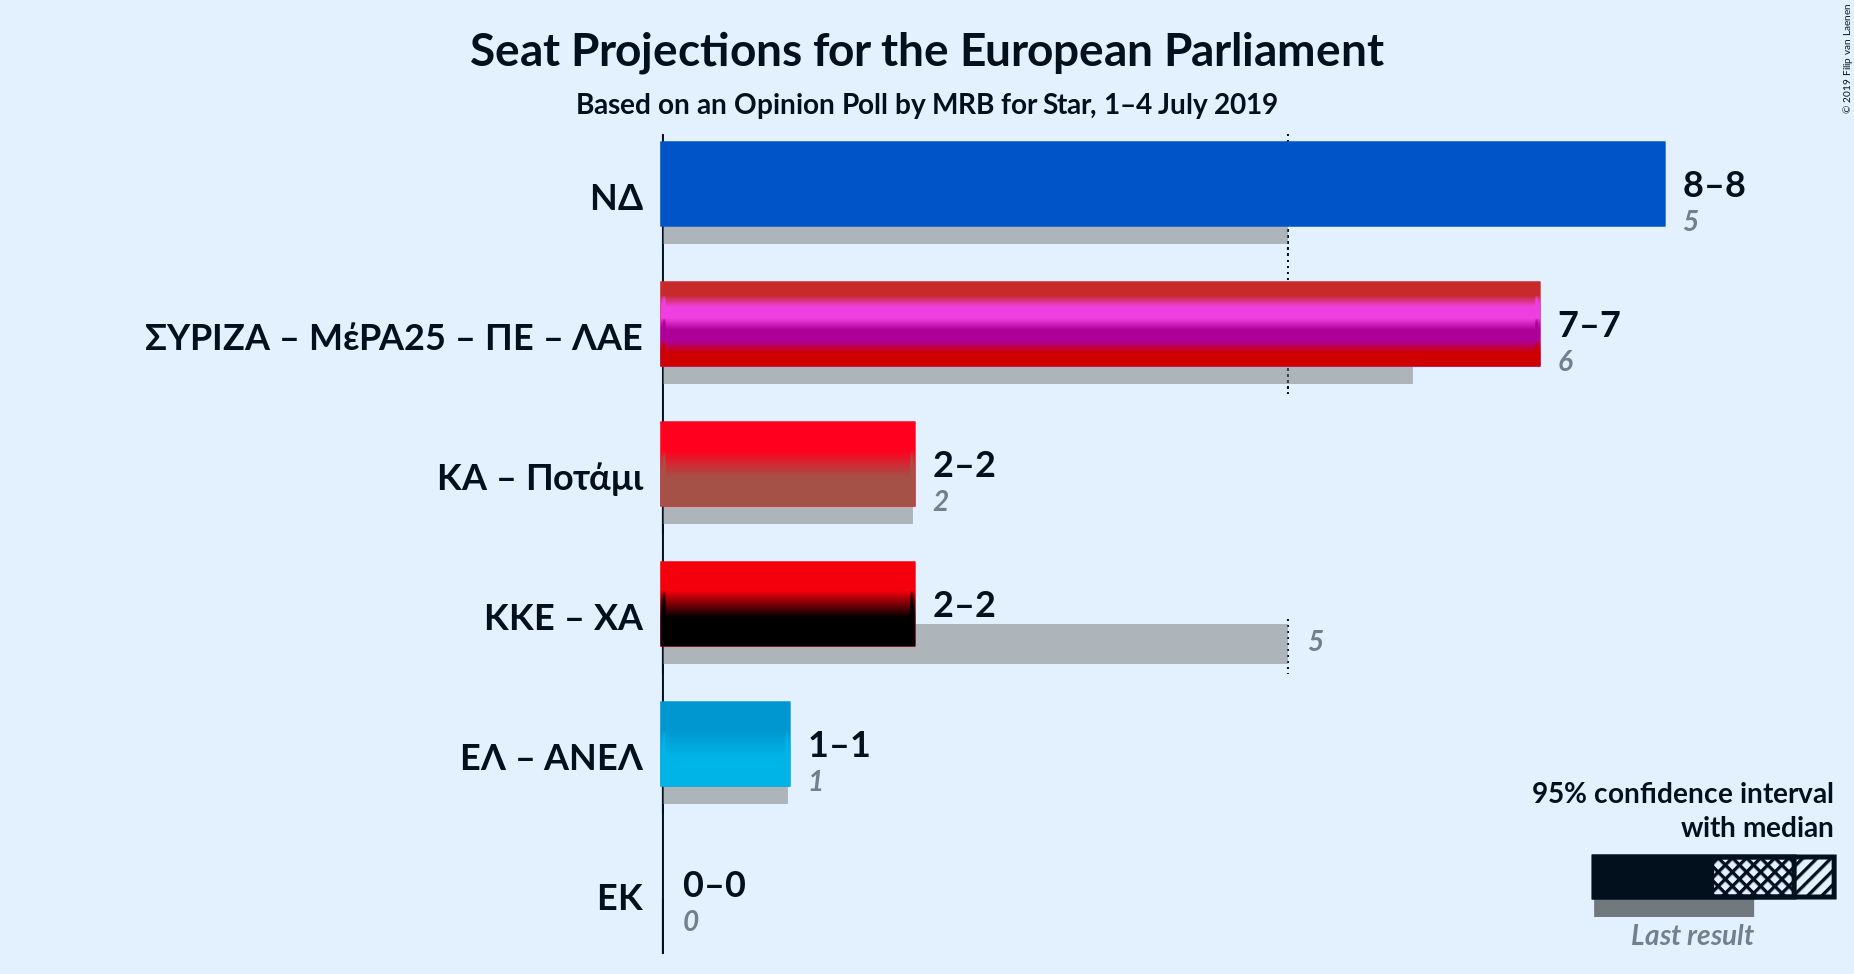 Seat Projections for the European Parliament
Based on an Opinion Poll by MRB for Star, 1–4 July 2019
© 2019 Filip van Laenen
ΝΔ
8–8
5
ΣΥΡΙΖΑ – ΜέΡΑ25 – ΠΕ – ΛΑΕ
7–7
6
ΚΑ – Ποτάμι
2–2
2
ΚΚΕ – ΧΑ
2–2
5
ΕΛ – ΑΝΕΛ
1–1
1
ΕΚ
0–0
0
95% confidence interval
with median
Last result